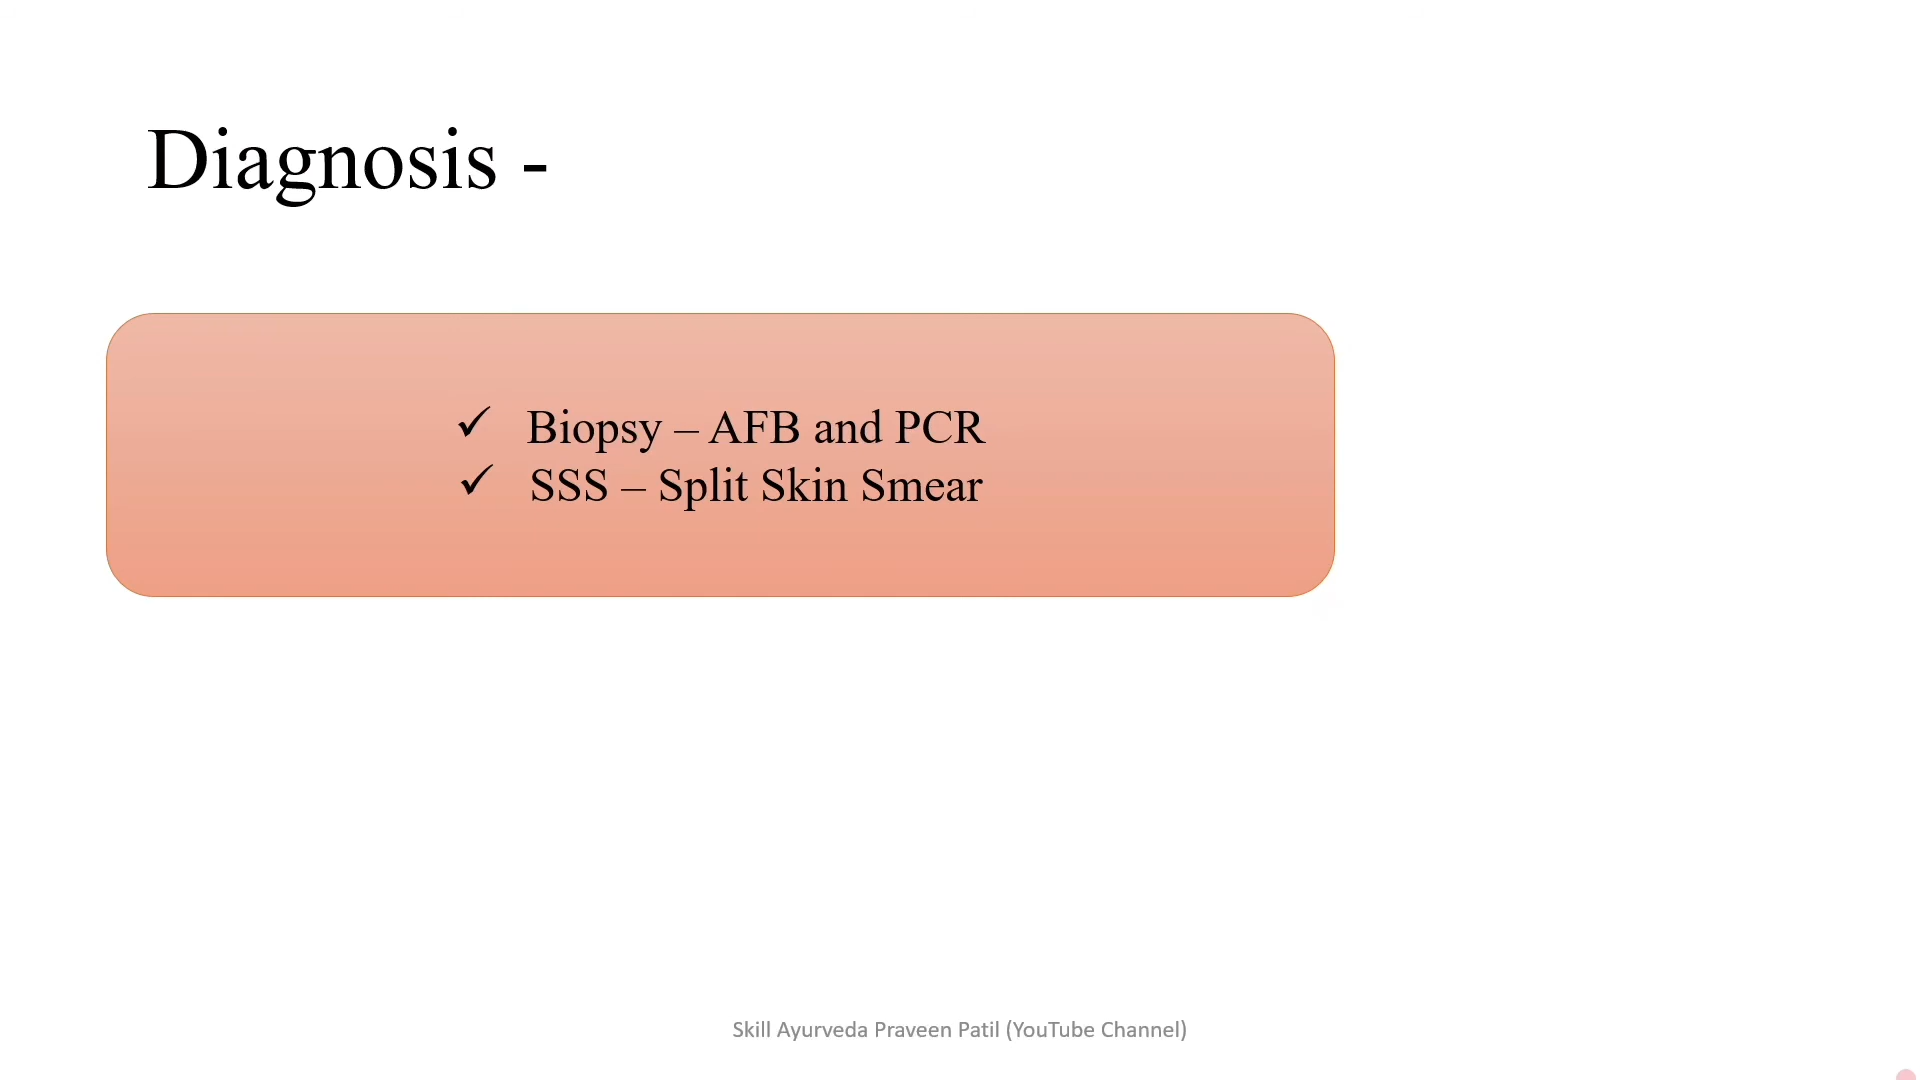 Diagnosis -
✓ Biopsy – AFB and PCR
✓ SSS – Split Skin Smear
Skill Ayurveda Praveen Patil (YouTube Channel)